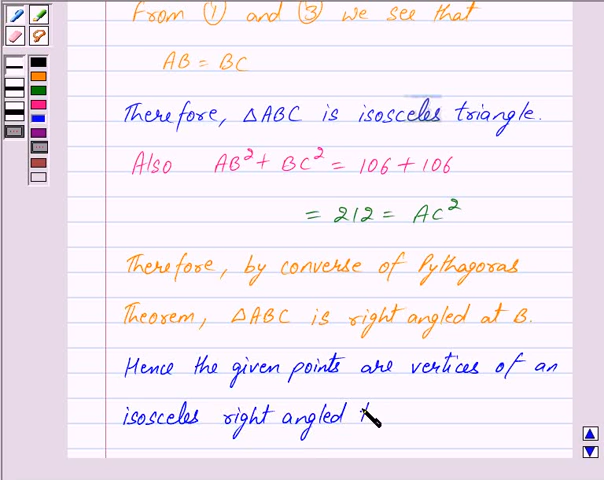 From ① and ③ we see that
AB = BC
Therefore, △ABC is isosceles triangle.
Also AB² + BC² = 106 + 106
= 212 = AC²
Therefore, by converse of Pythagoras
Theorem, △ABC is right angled at B.
Hence the given points are vertices of an
isosceles right angled t